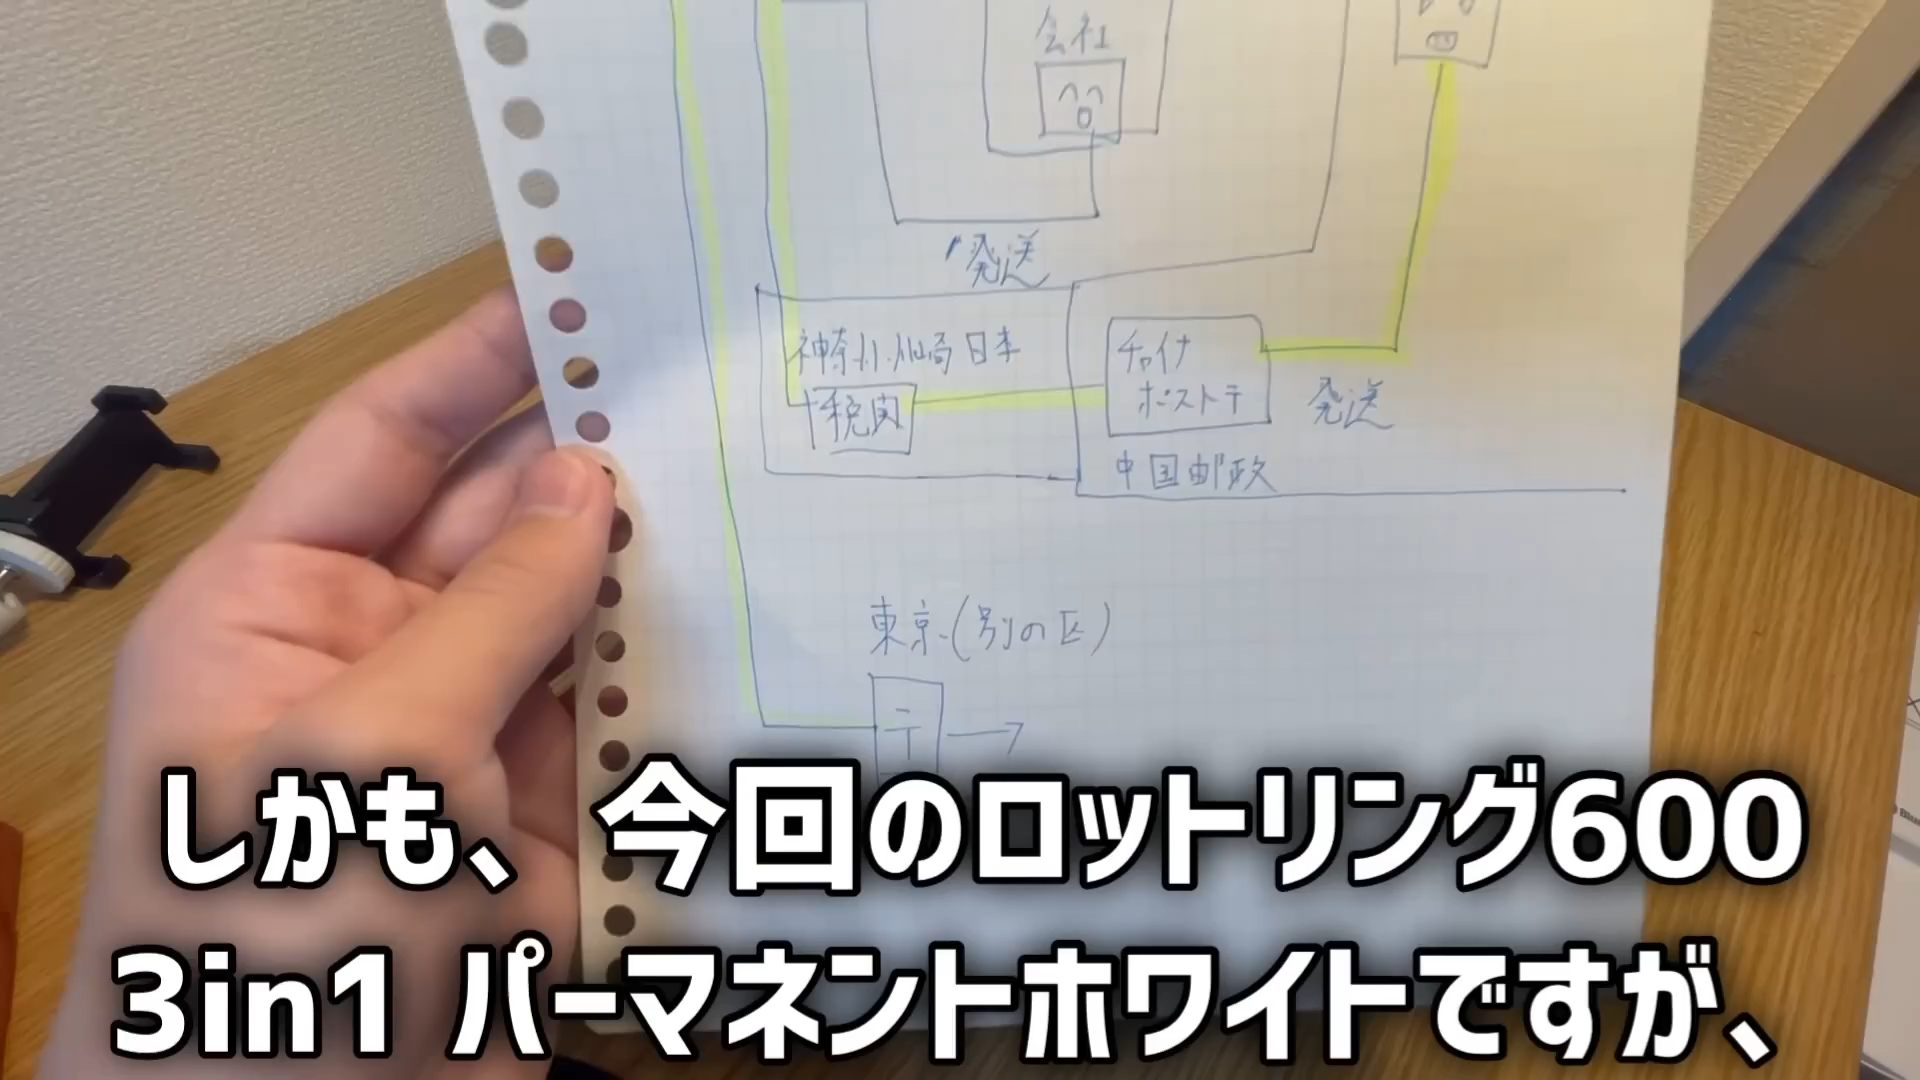 会社
発送
神奈川川崎日本
税関
チャイナ
ポスト〒
発送
中国邮政
東京(別の区)
〒
しかも、今回のロットリング600
3in1 パーマネントホワイトですが、